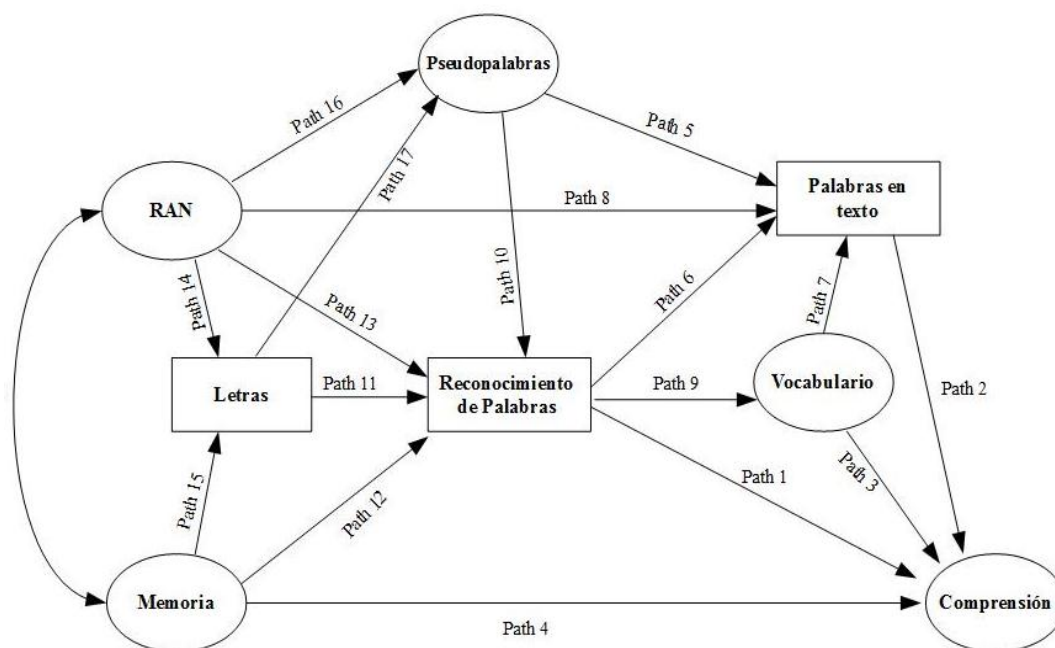 Pseudopalabras
Path 16
Path 17
Path 5
Palabras en
texto
RAN
Path 8
Path 14
Path 13
Path 10
Path 6
Path 7
Letras
Path 11
Reconocimiento
de Palabras
Path 9
Vocabulario
Path 2
Path 15
Path 12
Path 1
Path 3
Memoria
Path 4
Comprensión